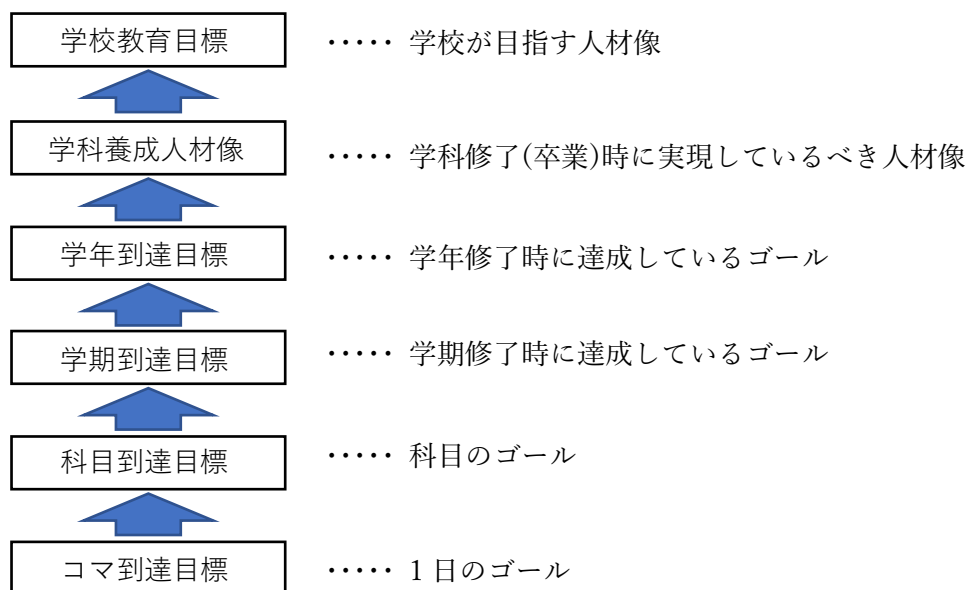 学校教育目標 ····· 学校が目指す人材像
学科養成人材像 ····· 学科修了(卒業)時に実現しているべき人材像
学年到達目標 ····· 学年修了時に達成しているゴール
学期到達目標 ····· 学期修了時に達成しているゴール
科目到達目標 ····· 科目のゴール
コマ到達目標 ····· 1日のゴール